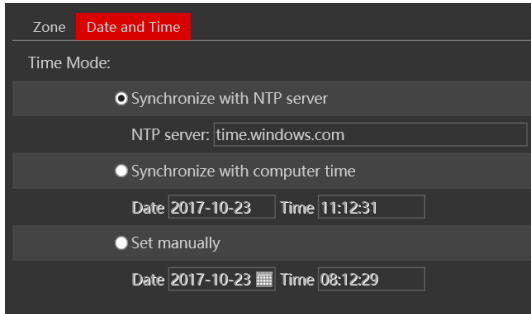 Zone Date and Time
Time Mode:
Synchronize with NTP server
NTP server: time.windows.com
Synchronize with computer time
Date 2017-10-23 Time 11:12:31
Set manually
Date 2017-10-23 Time 08:12:29